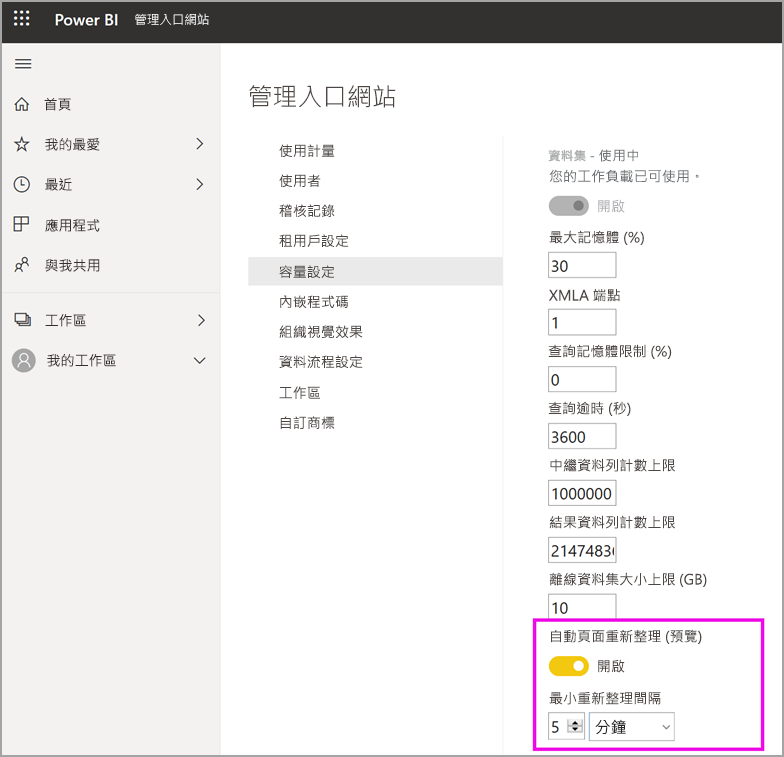 Power BI 管理入口網站
首頁
我的最愛
最近
應用程式
與我共用
工作區
我的工作區
管理入口網站
使用計量
使用者
稽核記錄
租用戶設定
容量設定
內嵌程式碼
組織視覺效果
資料流程設定
工作區
自訂商標
資料集 - 使用中
您的工作負載已可使用。
開啟
最大記憶體 (%)
30
XMLA 端點
1
查詢記憶體限制 (%)
0
查詢逾時 (秒)
3600
中繼資料列計數上限
1000000
結果資料列計數上限
2147483
離線資料集大小上限 (GB)
10
自動頁面重新整理 (預覽)
開啟
最小重新整理間隔
5 分鐘